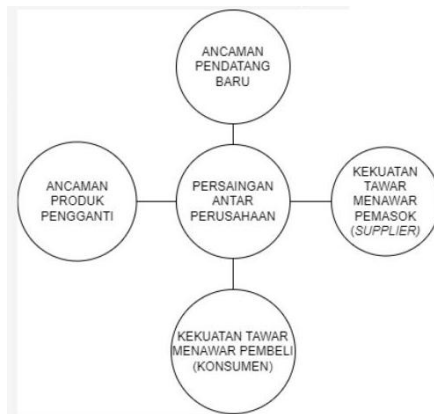 ANCAMAN
PENDATANG
BARU
ANCAMAN
PRODUK
PENGGANTI
PERSAINGAN
ANTAR
PERUSAHAAN
KEKUATAN
TAWAR
MENAWAR
PEMASOK
(SUPPLIER)
KEKUATAN TAWAR
MENAWAR PEMBELI
(KONSUMEN)